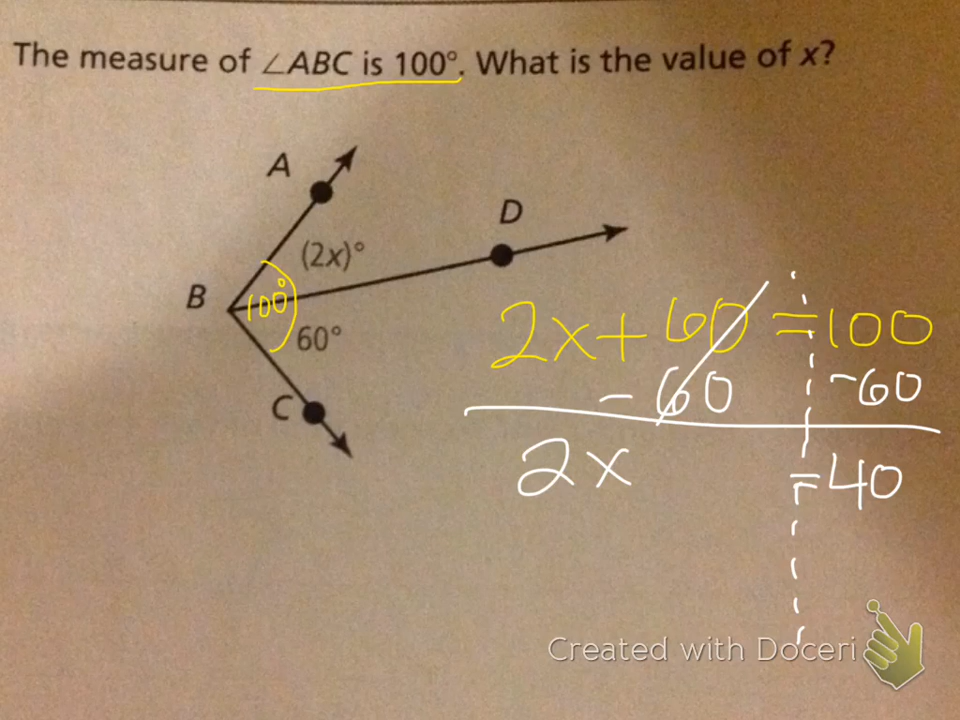 The measure of ∠ABC is 100°. What is the value of x?
A
D
(2x)°
B
100°
60°
C
2x+60=100
-60 -60
2x =40
Created with Doceri